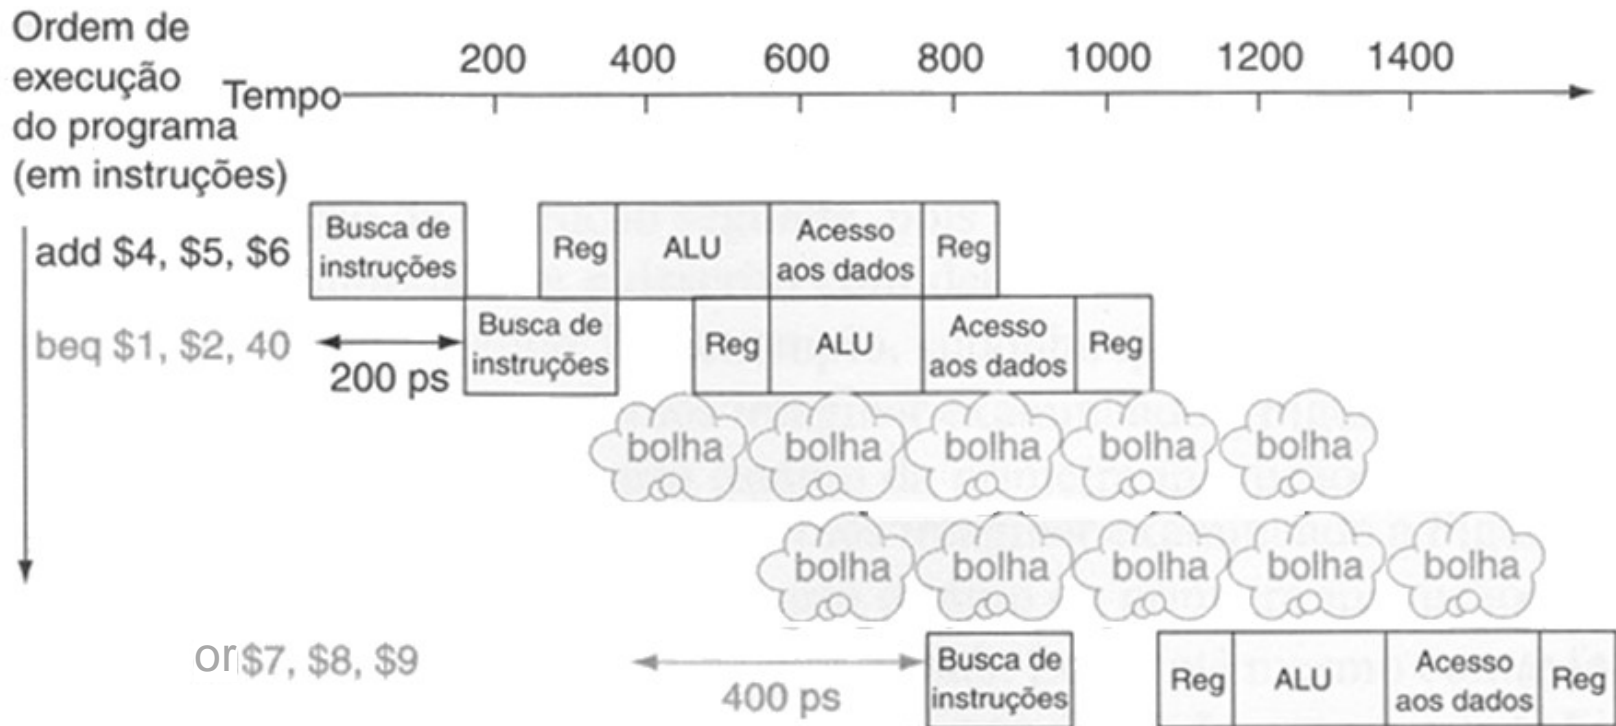 Ordem de
execução
do programa
(em instruções)
Tempo
200 400 600 800 1000 1200 1400
add $4, $5, $6
Busca de
instruções
Reg
ALU
Acesso
aos dados
Reg
beq $1, $2, 40
200 ps
Busca de
instruções
Reg
ALU
Acesso
aos dados
Reg
bolha bolha bolha bolha bolha
bolha bolha bolha bolha bolha
or $7, $8, $9
400 ps
Busca de
instruções
Reg
ALU
Acesso
aos dados
Reg